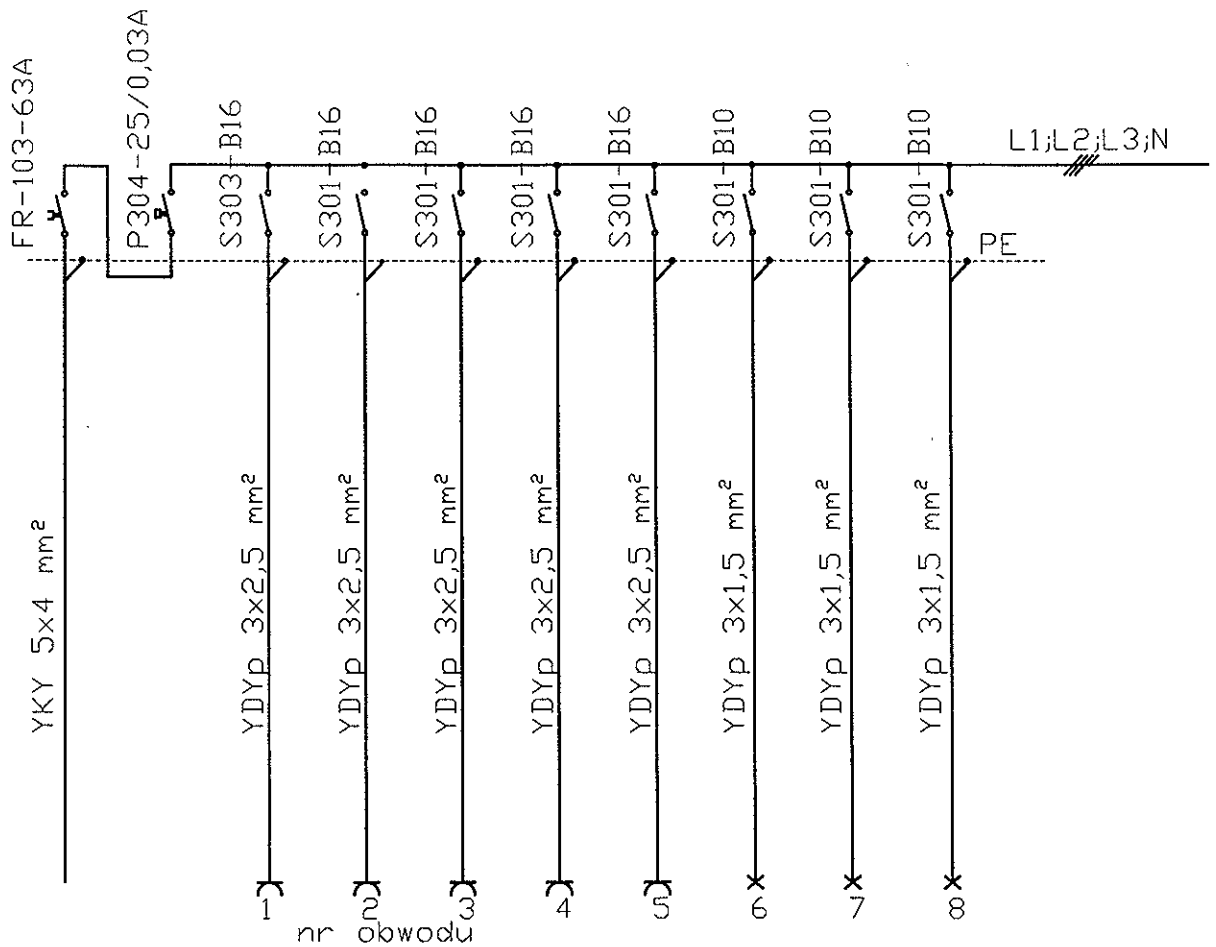 FR-103-63A
P304-25/0,03A
S303-B16
S301-B16
S301-B16
S301-B16
S301-B16
S301-B10
S301-B10
S301-B10
L1;L2;L3;N
PE
YKY 5x4 mm²
YDYp 3x2,5 mm²
YDYp 3x2,5 mm²
YDYp 3x2,5 mm²
YDYp 3x2,5 mm²
YDYp 3x2,5 mm²
YDYp 3x1,5 mm²
YDYp 3x1,5 mm²
YDYp 3x1,5 mm²
1 2 3 4 5 6 7 8
nr obwodu